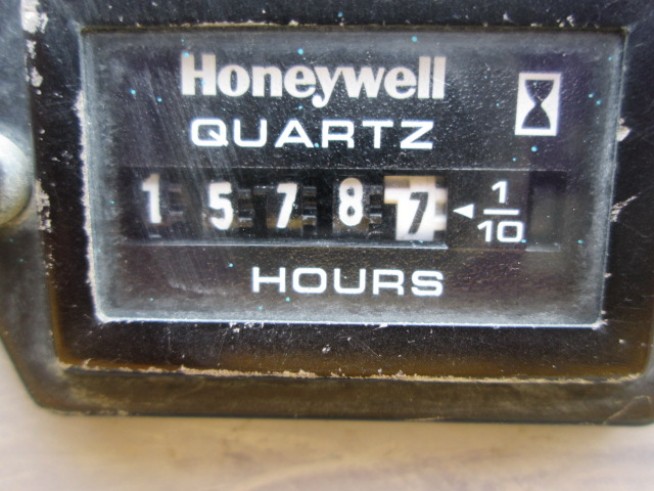 Honeywell
QUARTZ
1 5 7 8 7 ◄ 1/10
HOURS